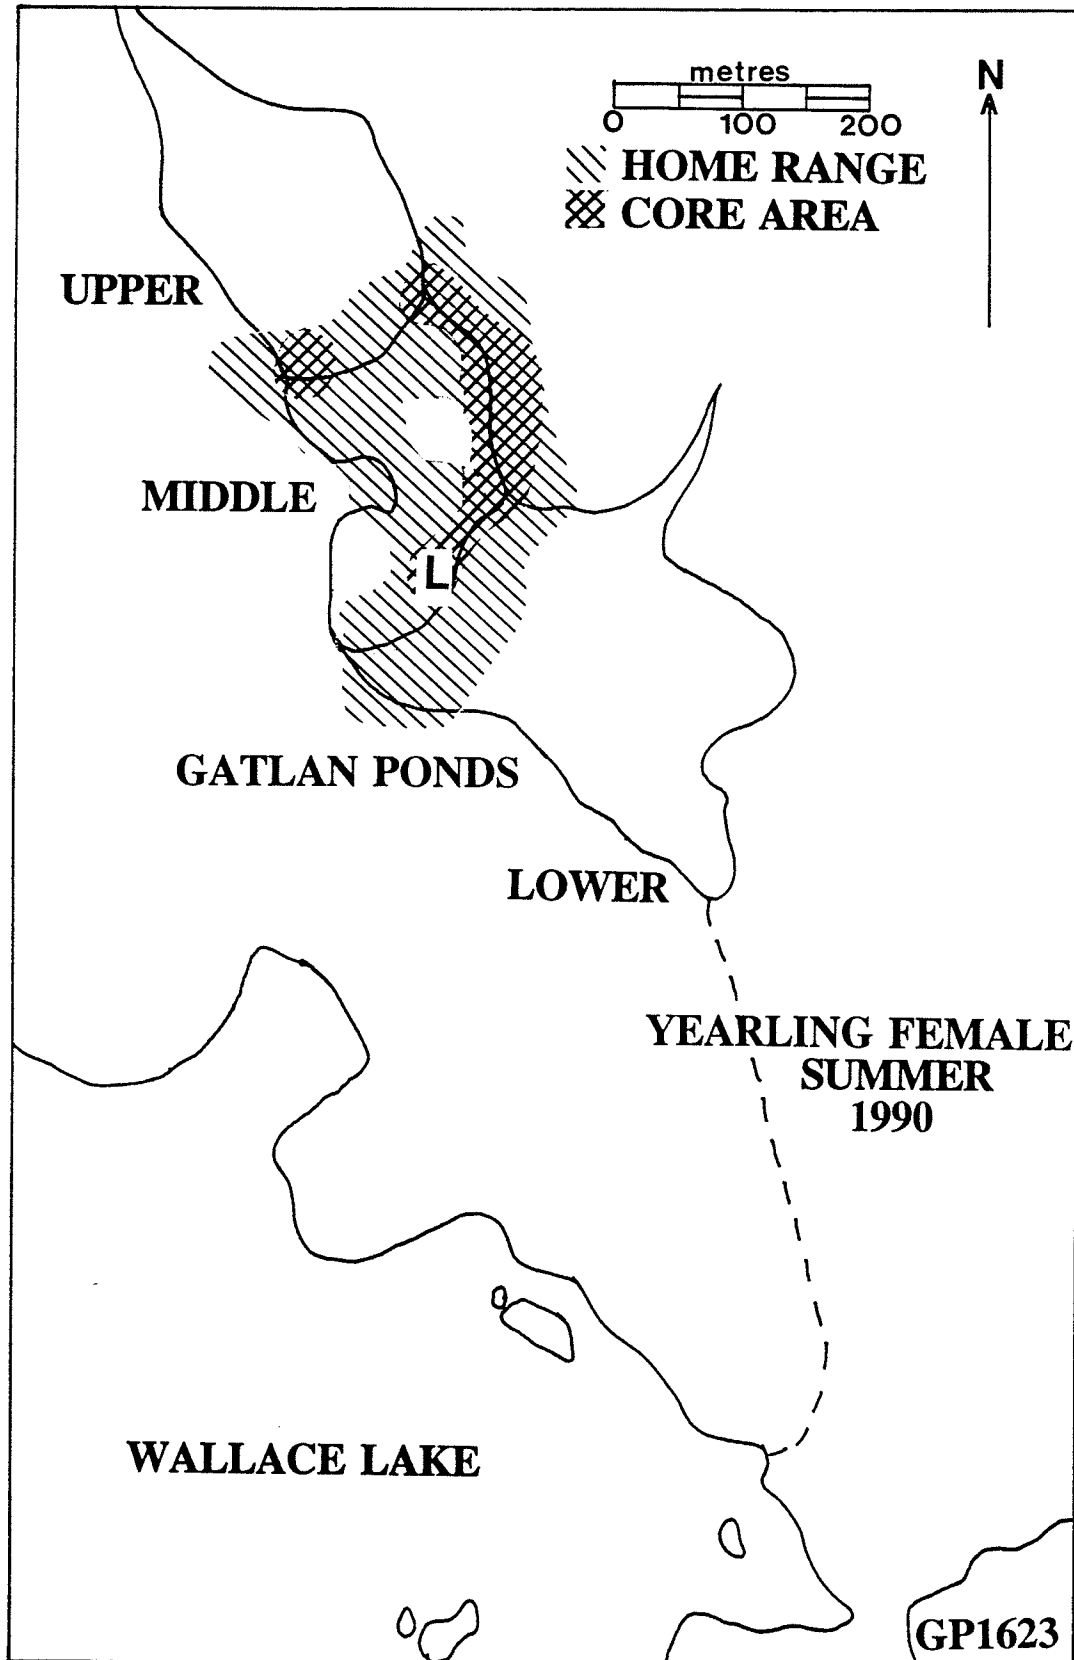 metres
0 100 200
N
HOME RANGE
CORE AREA
UPPER
MIDDLE
L
GATLAN PONDS
LOWER
YEARLING FEMALE
SUMMER
1990
WALLACE LAKE
GP1623